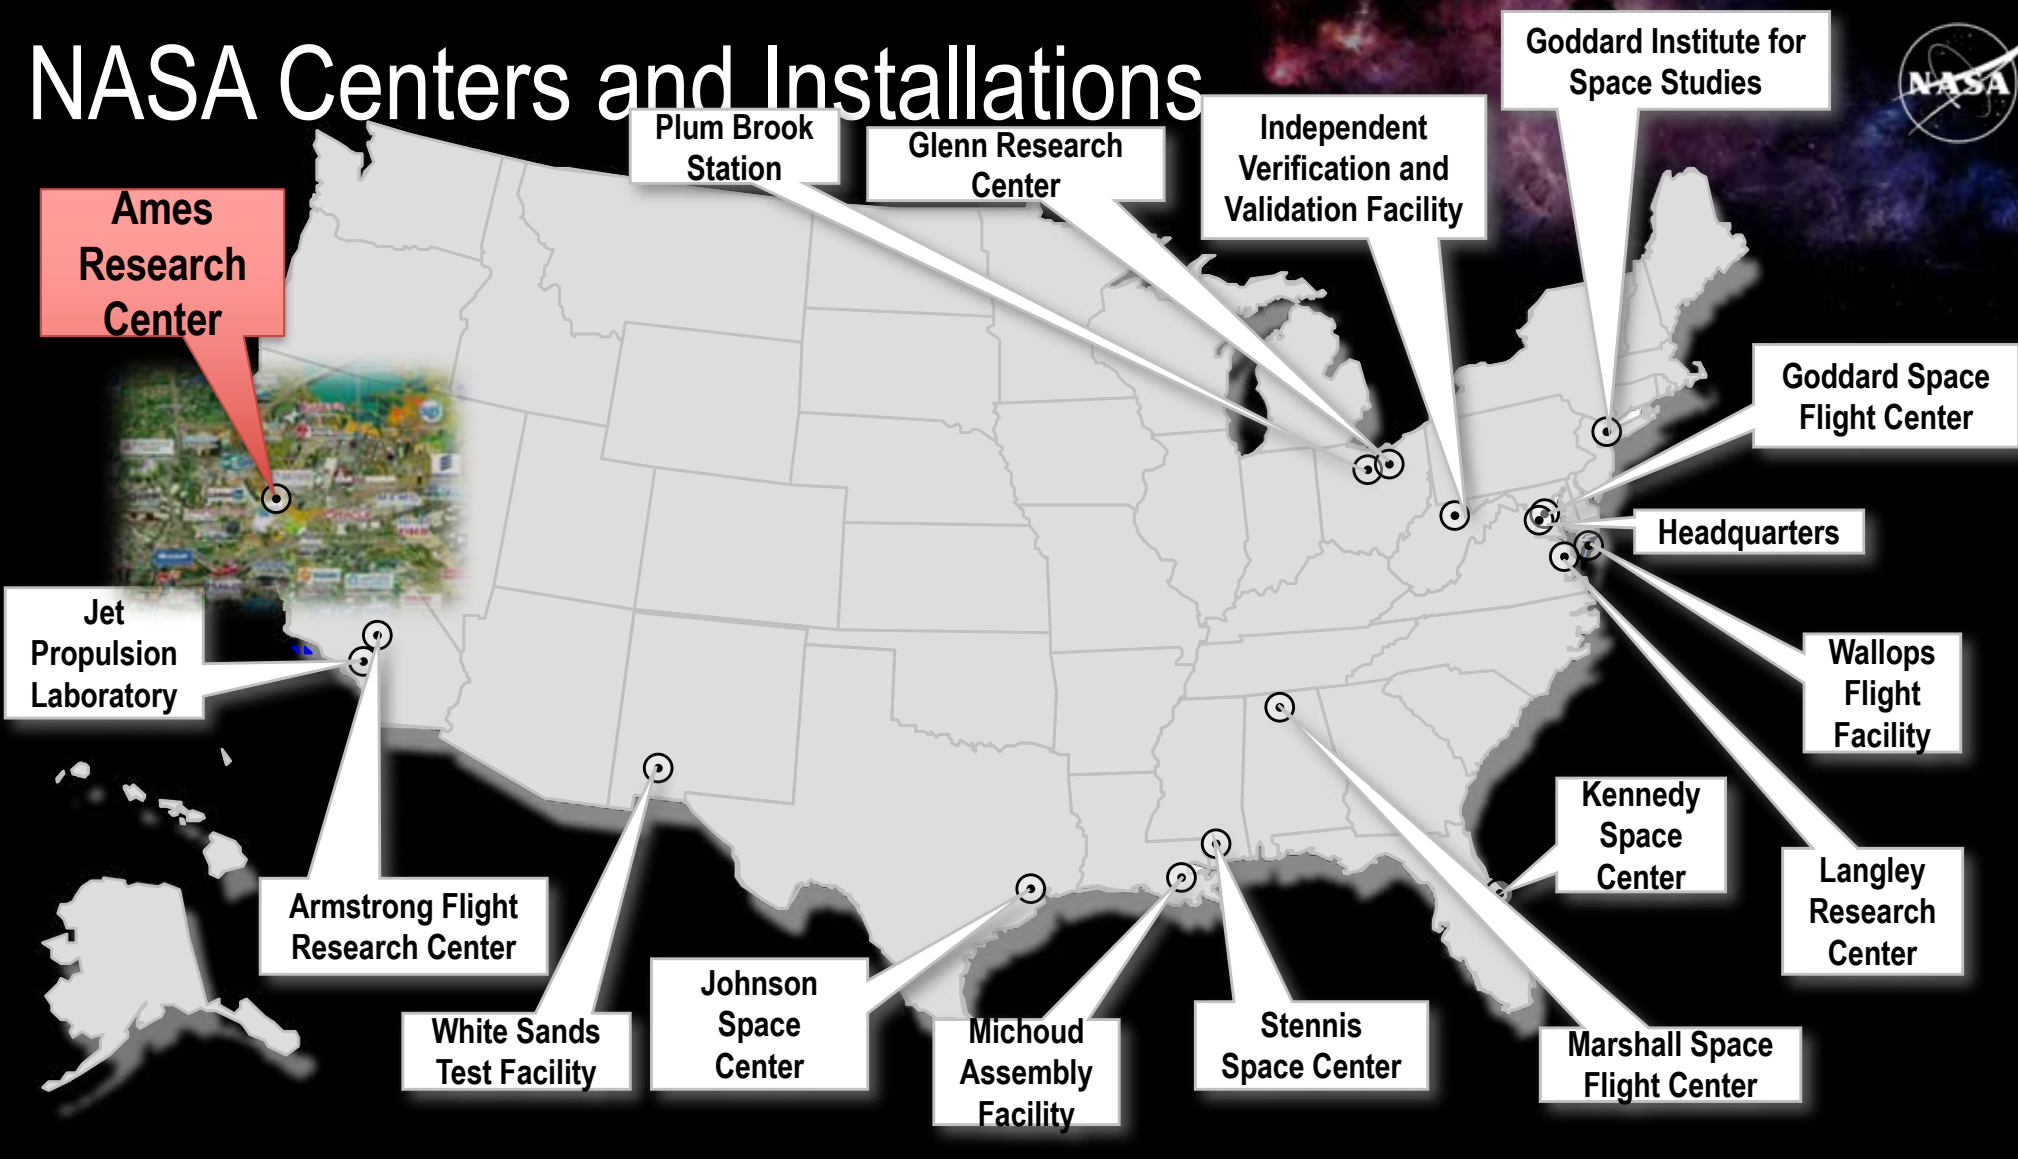 NASA Centers and Installations
Goddard Institute for
Space Studies
NASA
Plum Brook
Station
Glenn Research
Center
Independent
Verification and
Validation Facility
Ames
Research
Center
Goddard Space
Flight Center
Headquarters
Jet
Propulsion
Laboratory
Wallops
Flight
Facility
Kennedy
Space
Center
Langley
Research
Center
Armstrong Flight
Research Center
White Sands
Test Facility
Johnson
Space
Center
Michoud
Assembly
Facility
Stennis
Space Center
Marshall Space
Flight Center